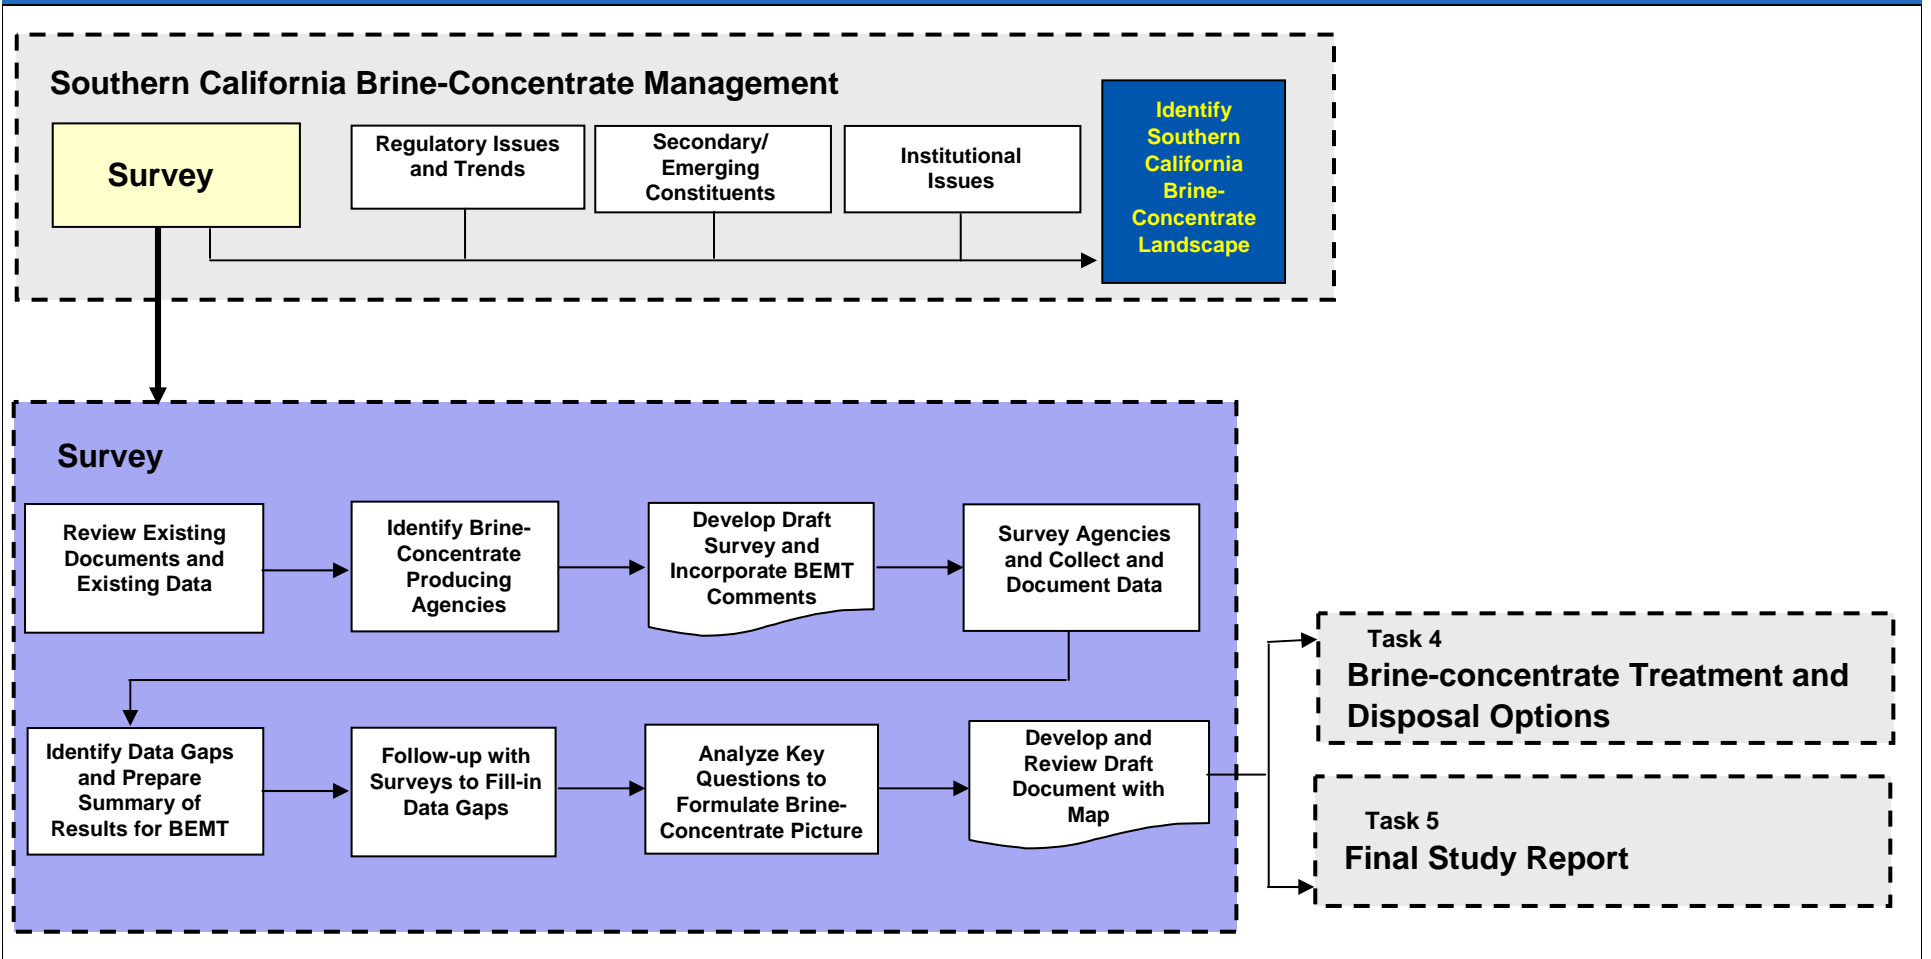 Southern California Brine-Concentrate Management
Survey
Regulatory Issues
and Trends
Secondary/
Emerging
Constituents
Institutional
Issues
Identify
Southern
California
Brine-
Concentrate
Landscape
Survey
Review Existing
Documents and
Existing Data
Identify Brine-
Concentrate
Producing
Agencies
Develop Draft
Survey and
Incorporate BEMT
Comments
Survey Agencies
and Collect and
Document Data
Identify Data Gaps
and Prepare
Summary of
Results for BEMT
Follow-up with
Surveys to Fill-in
Data Gaps
Analyze Key
Questions to
Formulate Brine-
Concentrate Picture
Develop and
Review Draft
Document with
Map
Task 4
Brine-concentrate Treatment and
Disposal Options
Task 5
Final Study Report